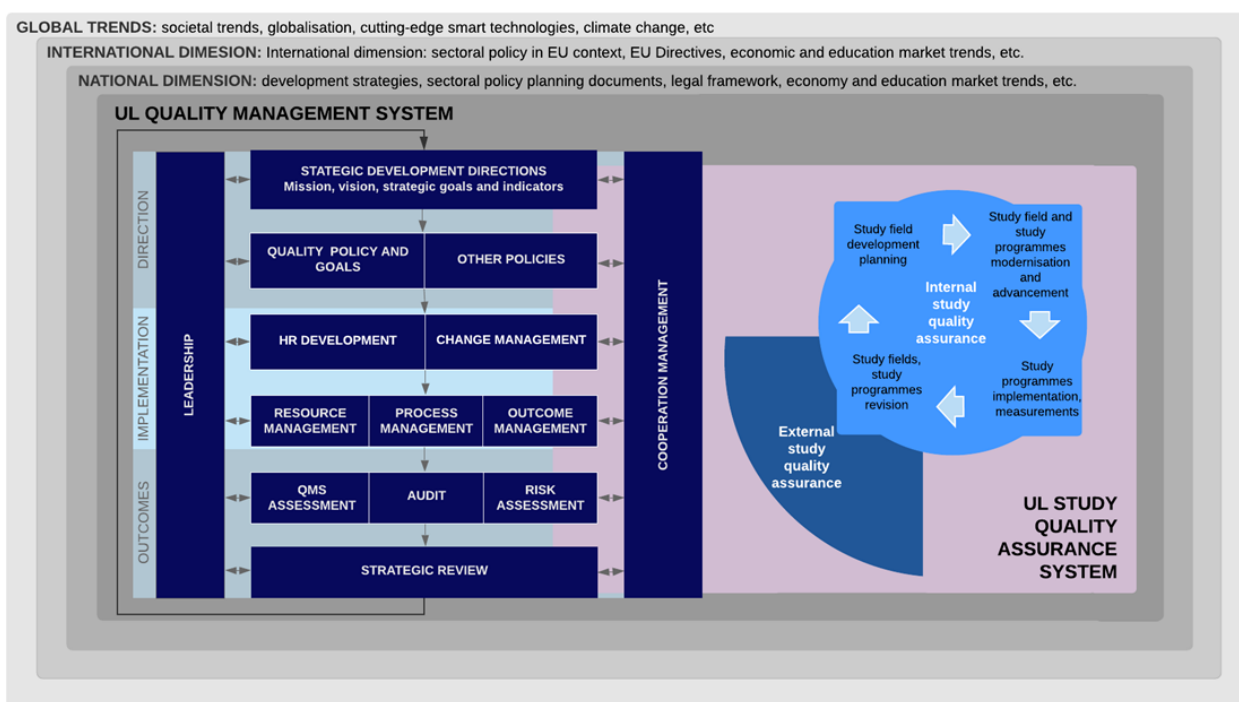 GLOBAL TRENDS: societal trends, globalisation, cutting-edge smart technologies, climate change, etc
INTERNATIONAL DIMESION: International dimension: sectoral policy in EU context, EU Directives, economic and education market trends, etc.
NATIONAL DIMENSION: development strategies, sectoral policy planning documents, legal framework, economy and education market trends, etc.
UL QUALITY MANAGEMENT SYSTEM
DIRECTION
IMPLEMENTATION
OUTCOMES
LEADERSHIP
STATEGIC DEVELOPMENT DIRECTIONS
Mission, vision, strategic goals and indicators
QUALITY POLICY AND
GOALS
OTHER POLICIES
HR DEVELOPMENT
CHANGE MANAGEMENT
RESOURCE
MANAGEMENT
PROCESS
MANAGEMENT
OUTCOME
MANAGEMENT
QMS
ASSESSMENT
AUDIT
RISK
ASSESSMENT
STRATEGIC REVIEW
COOPERATION MANAGEMENT
Study field
development
planning
Study field and
study
programmes
modernisation
and
advancement
Internal
study
quality
assurance
Study fields,
study
programmes
revision
Study
programmes
implementation,
measurements
External
study
quality
assurance
UL STUDY
QUALITY
ASSURANCE
SYSTEM